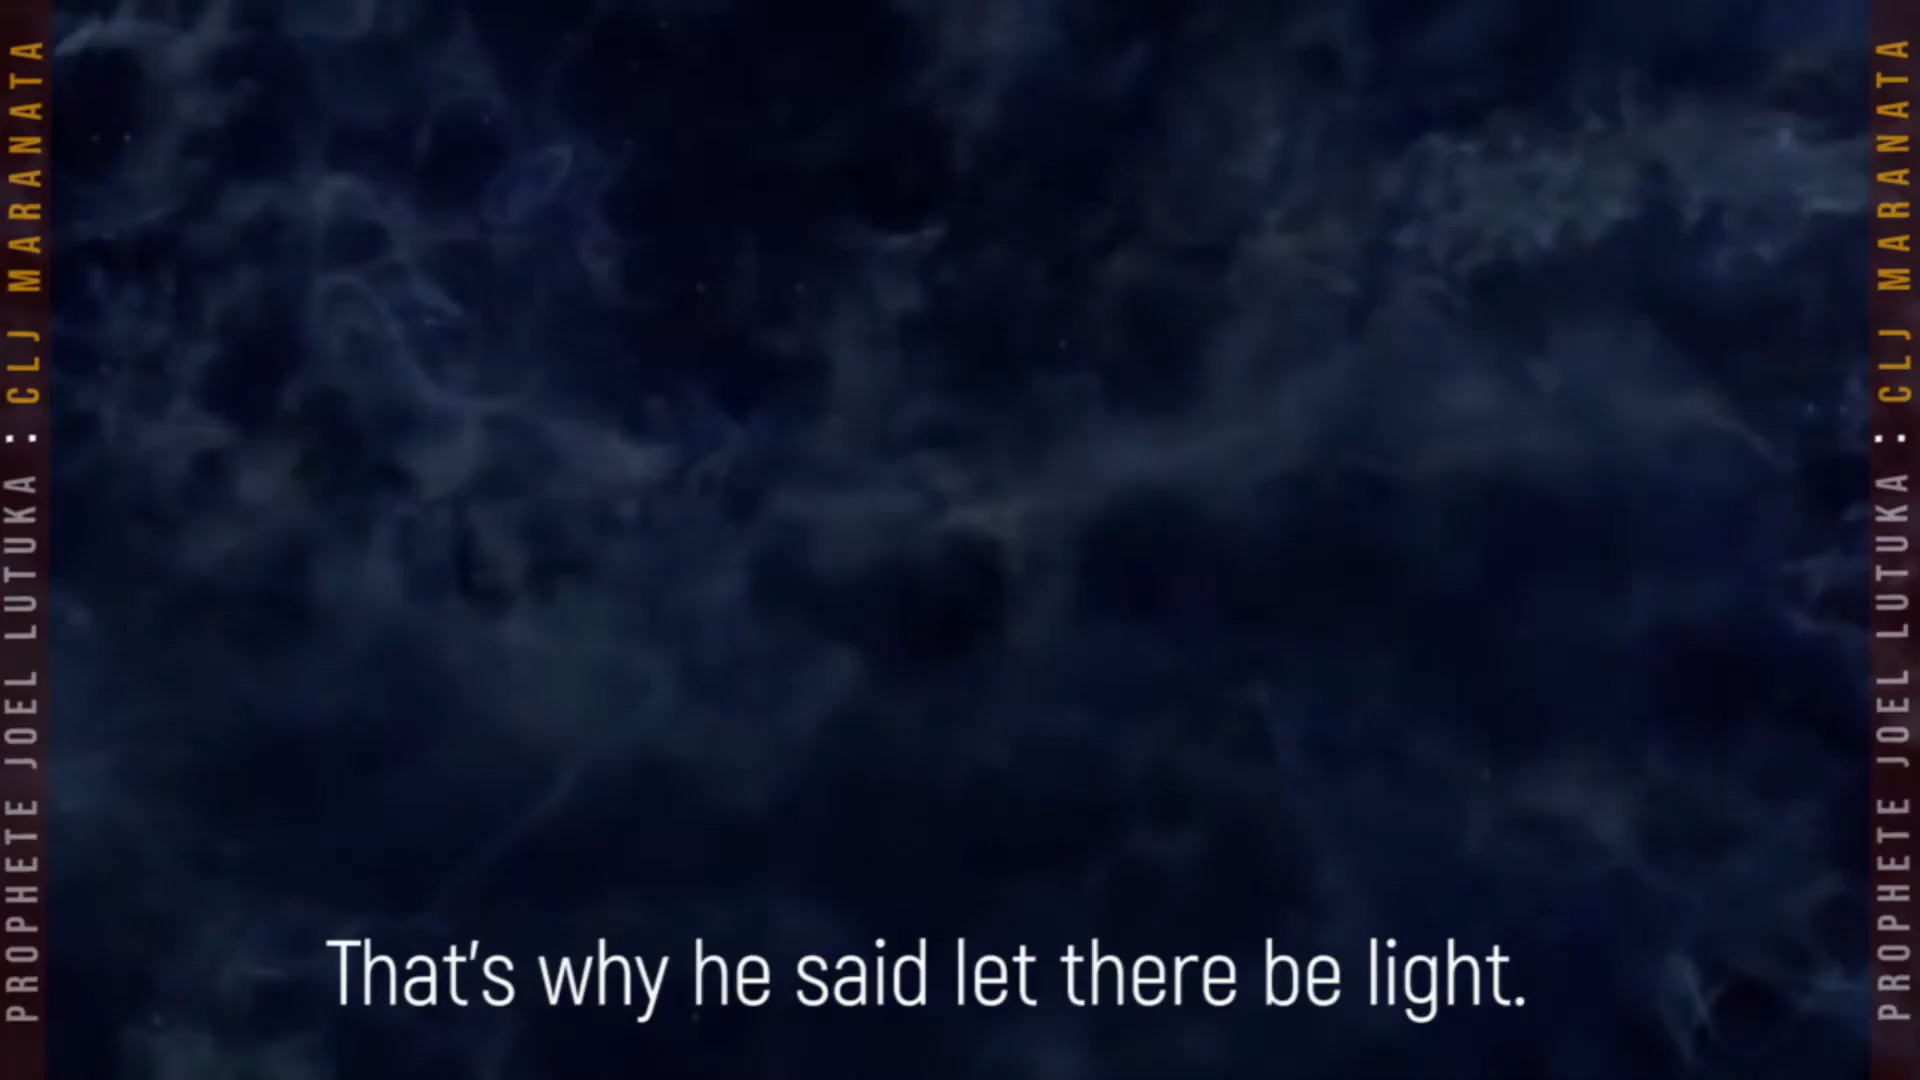 PROPHETE JOEL LUTUKA : CLJ MARANATA
That's why he said let there be light.
PROPHETE JOEL LUTUKA : CLJ MARANATA